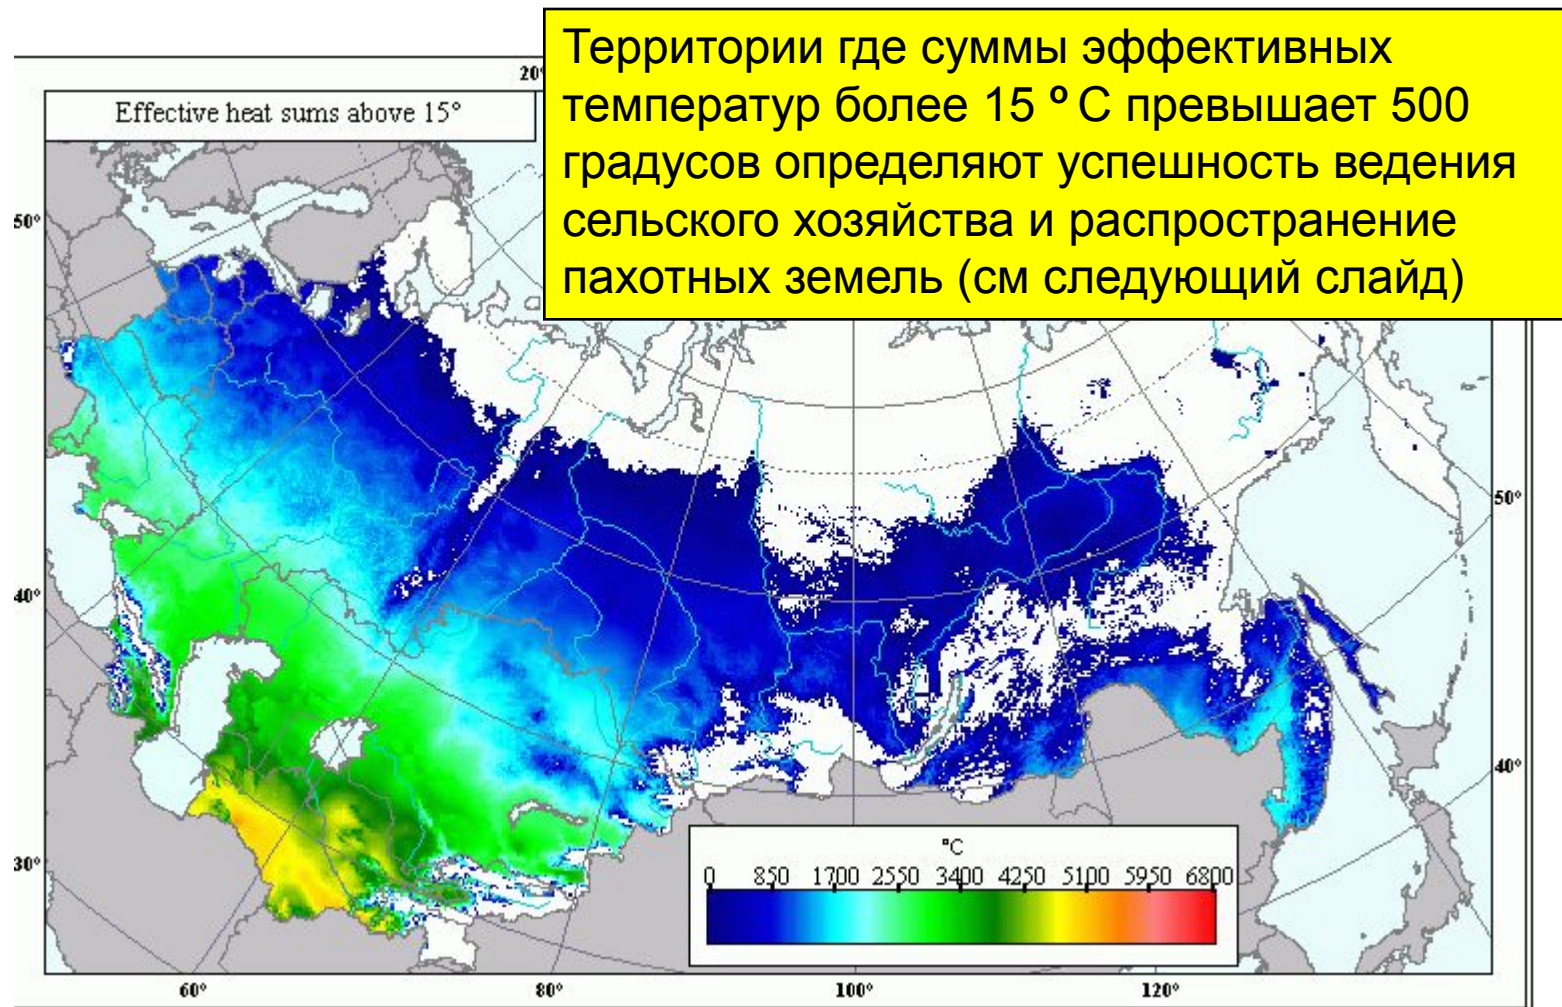 Территории где суммы эффективных
температур более 15 º С превышает 500
градусов определяют успешность ведения
сельского хозяйства и распространение
пахотных земель (см следующий слайд)
20°
Effective heat sums above 15°
50°
40°
30°
50°
40°
°C
0 850 1700 2550 3400 4250 5100 5950 6800
60° 80° 100° 120°